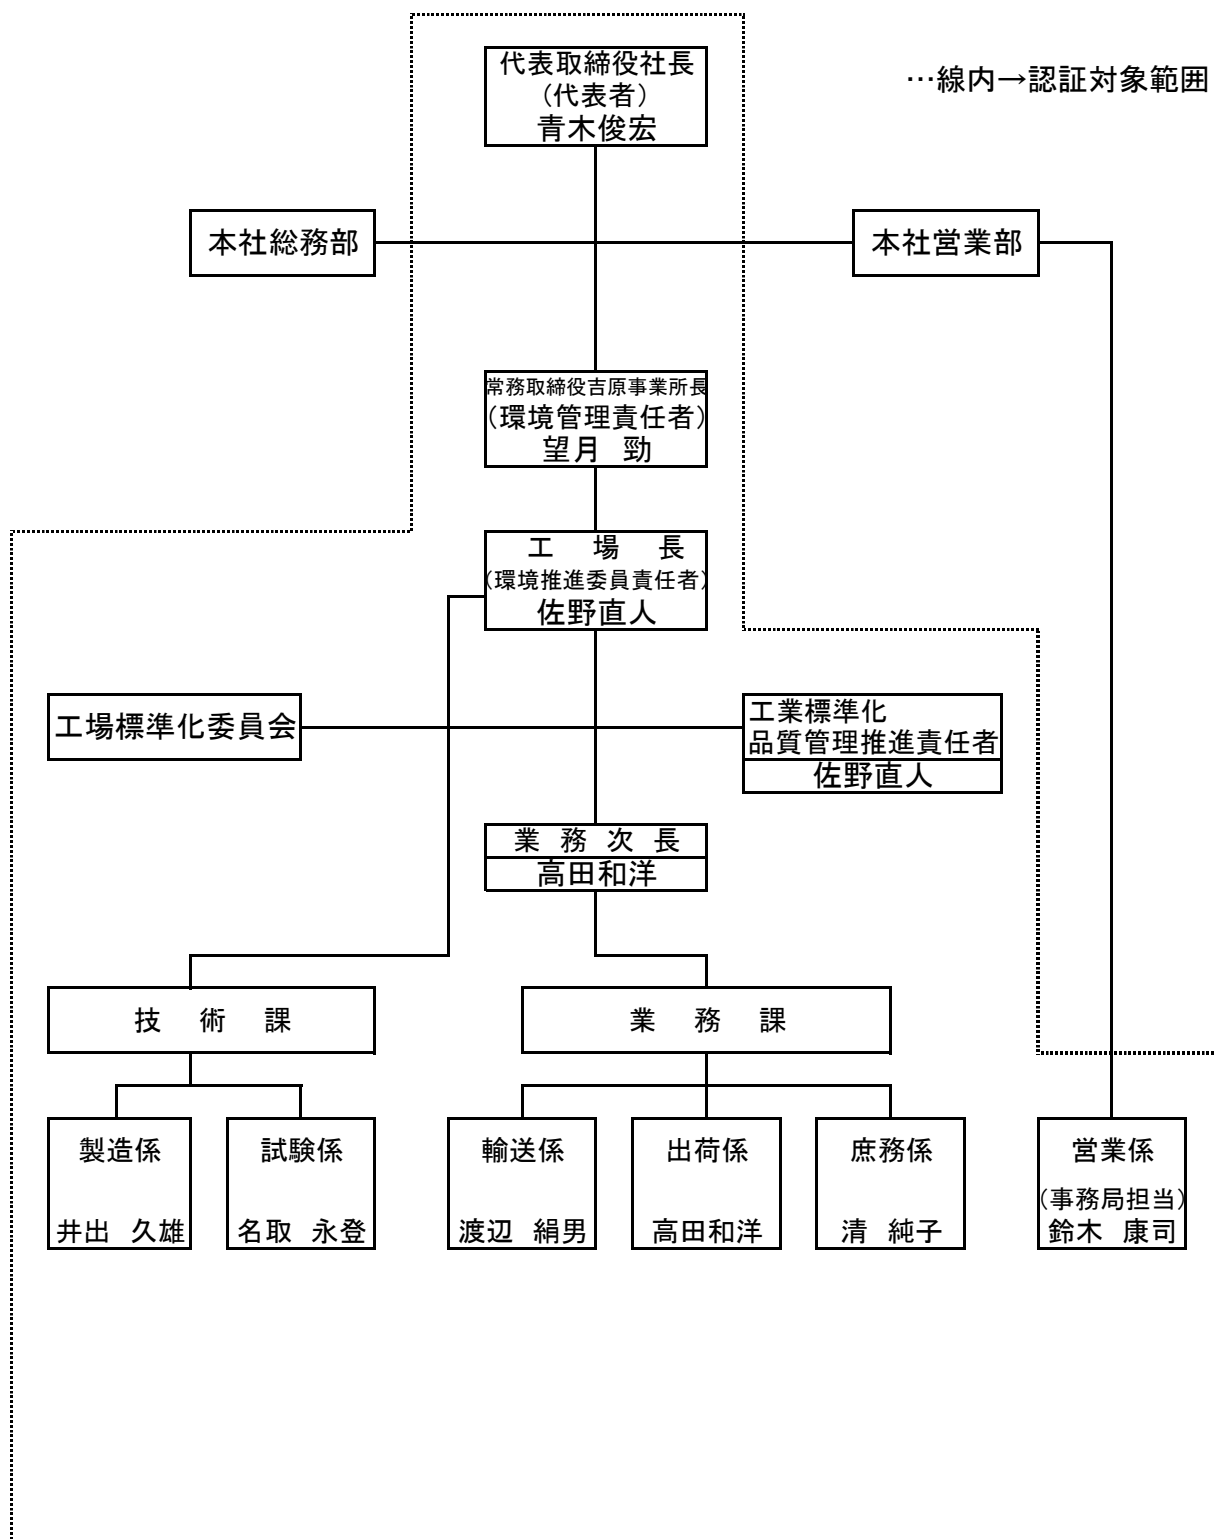 代表取締役社長
（代表者）
青木俊宏
…線内→認証対象範囲
本社総務部
本社営業部
常務取締役吉原事業所長
（環境管理責任者）
望月 勁
工 場 長
（環境推進委員責任者）
佐野直人
工場標準化委員会
工業標準化
品質管理推進責任者
佐野直人
業 務 次 長
高田和洋
技 術 課
業 務 課
製造係
井出 久雄
試験係
名取 永登
輸送係
渡辺 絹男
出荷係
高田和洋
庶務係
清 純子
営業係
（事務局担当）
鈴木 康司